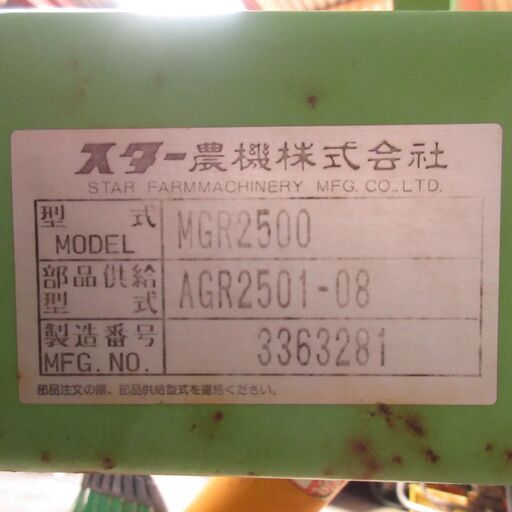 スター農機株式会社
STAR FARMMACHINERY MFG. CO.,LTD.
型式 MGR2500
MODEL
部品供給 AGR2501-08
型式
製造番号 3363281
MFG. NO.
部品注文の際、部品供給型式を連絡ください。